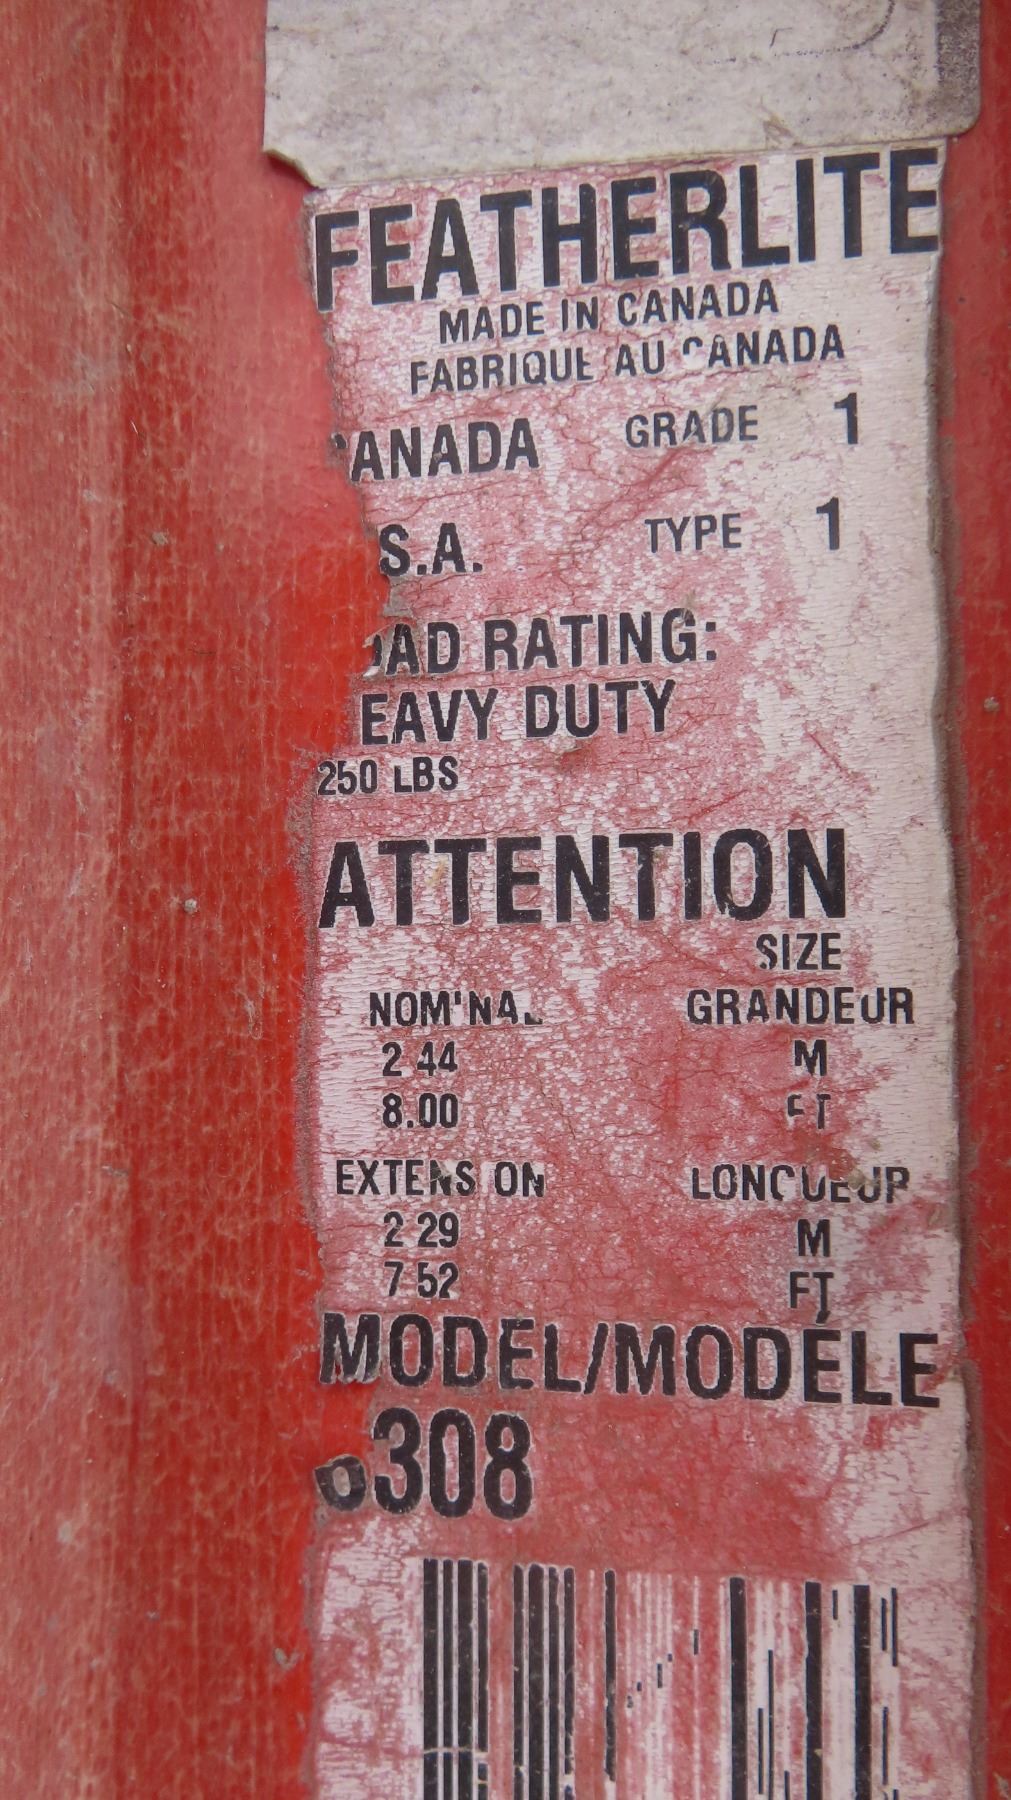 FEATHERLITE
MADE IN CANADA
FABRIQUE AU CANADA
CANADA GRADE 1
S.A. TYPE 1
OAD RATING:
EAVY DUTY
250 LBS
ATTENTION
SIZE
NOMINAL GRANDEUR
2 44 M
8.00 FT
EXTENSION LONGUEUR
2 29 M
7 52 FT
MODEL/MODÈLE
308